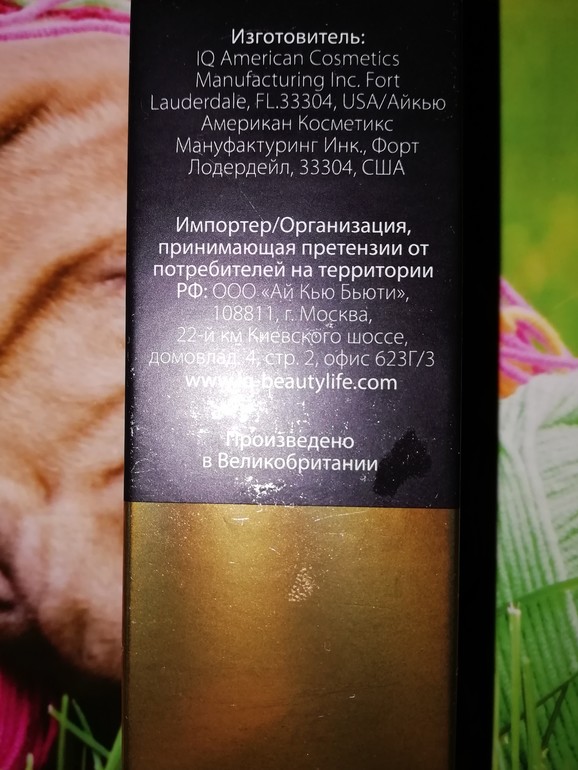 Изготовитель:
IQ American Cosmetics
Manufacturing Inc. Fort
Lauderdale, FL.33304, USA/Айкью
Американ Косметикс
Мануфактуринг Инк., Форт
Лодердейл, 33304, США
Импортер/Организация,
принимающая претензии от
потребителей на территории
РФ: ООО «Ай Кью Бьюти»,
108811, г. Москва,
22-й км Киевского шоссе,
домовлад. 4, стр. 2, офис 623Г/3
www.iq-beautylife.com
Произведено
в Великобритании